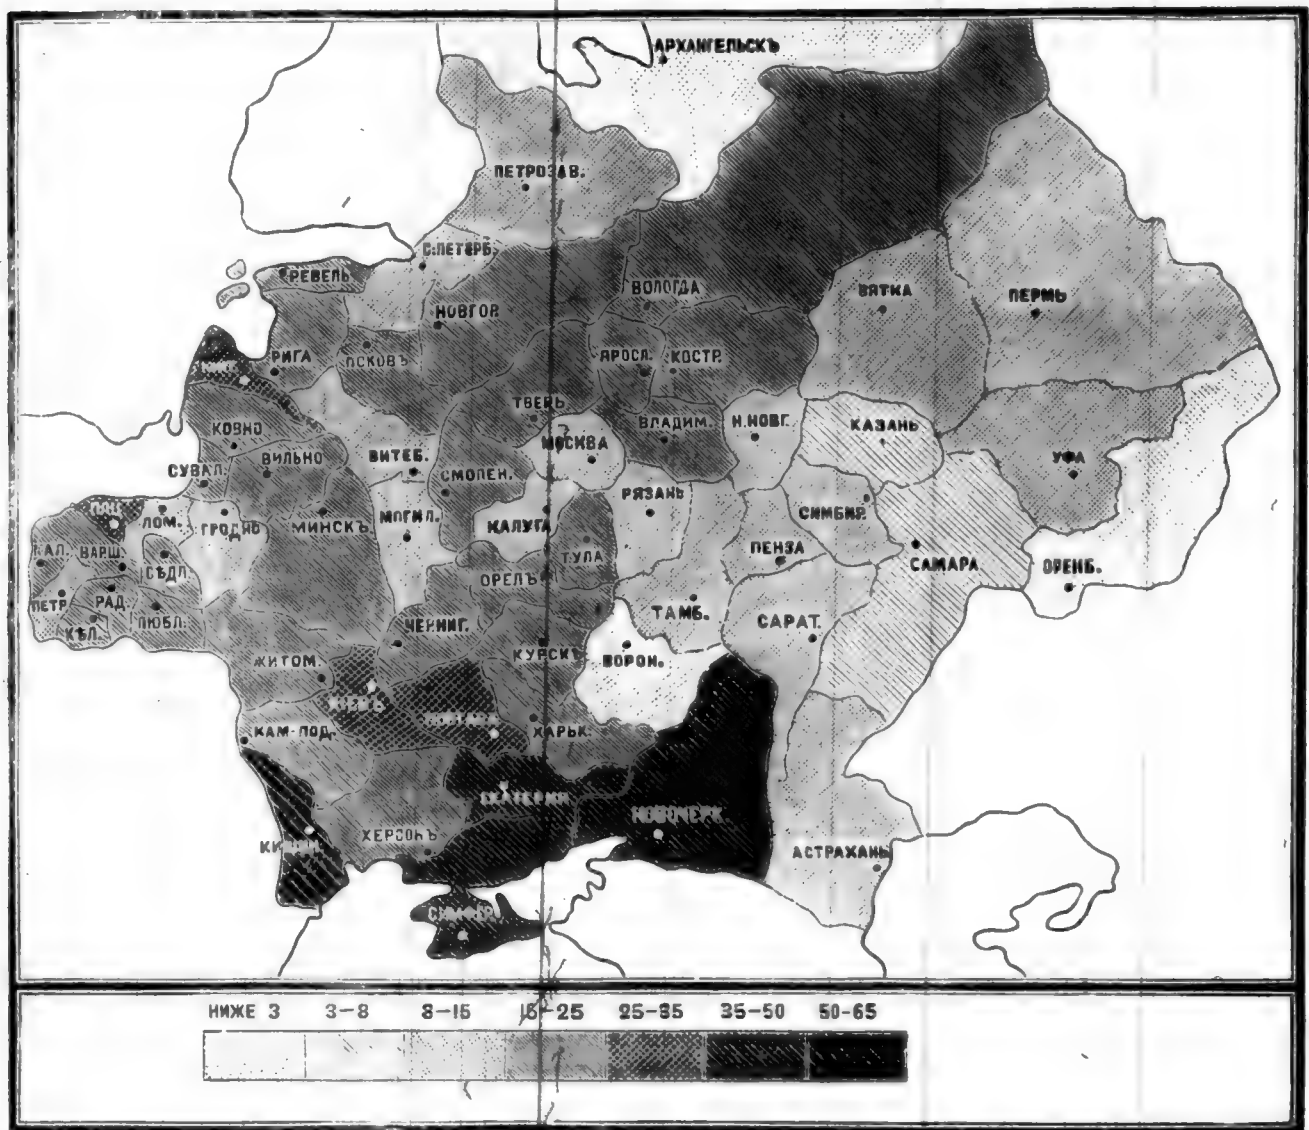 АРХАНГЕЛЬСКЪ
ПЕТРОЗАВ.
С.ПЕТЕРБ.
РЕВЕЛЬ
ВОЛОГДА
ВЯТКА
ПЕРМЬ
НОВГОР.
РИГА
ПСКОВЪ
ЯРОСЛ.
КОСТР.
ТВЕРЬ
ВЛАДИМ.
Н.НОВГ.
КАЗАНЬ
КОВНО
МОСКВА
УФА
СУВАЛ.
ВИЛЬНО
ВИТЕБ.
СМОЛЕН.
РЯЗАНЬ
ЛОМ.
ГРОДНО
МИНСКЪ
МОГИЛ.
КАЛУГА
СИМБИР.
ВАРШ.
СѢДЛ.
ТУЛА
ПЕНЗА
САМАРА
ОРЕНБ.
ОРЕЛЪ
ПЕТР.
РАД.
ЛЮБЛ.
ТАМБ.
САРАТ.
КѢЛ.
ЧЕРНИГ.
КУРСКЪ
ВОРОН.
ЖИТОМ.
КАМ-ПОД.
ХАРЬК.
ЕКАТЕРИН.
НОВОЧЕРК.
ХЕРСОНЪ
АСТРАХАНЬ
СИМФЕР.
НИЖЕ 3 3-8 8-15 15-25 25-35 35-50 50-65